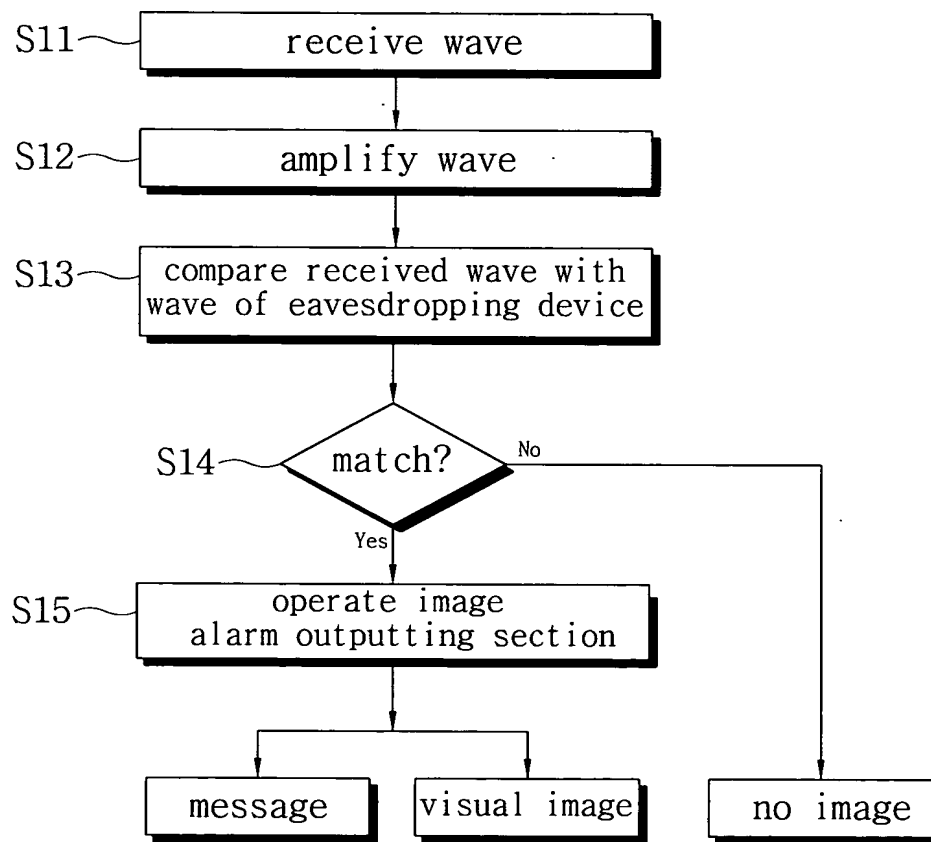 S11
receive wave
S12
amplify wave
S13
compare received wave with
wave of eavesdropping device
S14
match?
No
Yes
S15
operate image
alarm outputting section
message
visual image
no image